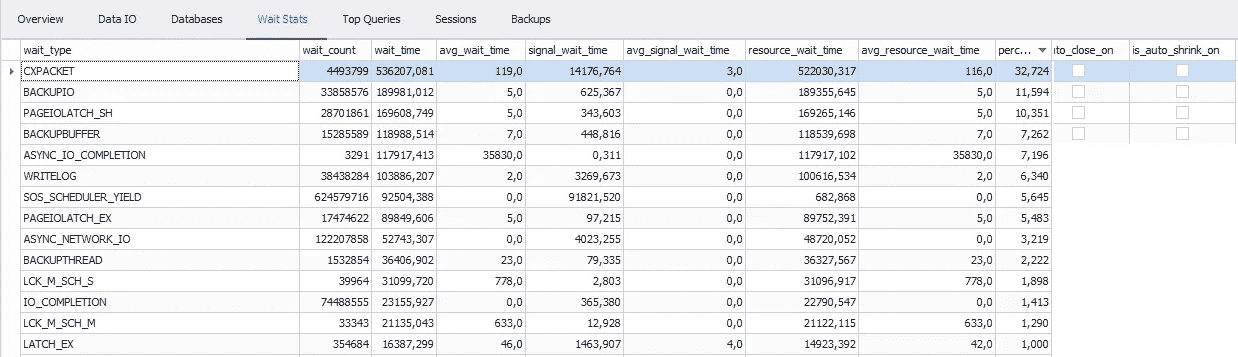 Overview Data IO Databases Wait Stats Top Queries Sessions Backups
wait_type wait_count wait_time avg_wait_time signal_wait_time avg_signal_wait_time resource_wait_time avg_resource_wait_time perc... ito_close_on is_auto_shrink_on
CXPACKET 4493799 536207,081 119,0 14176,764 3,0 522030,317 116,0 32,724
BACKUPIO 33858576 189981,012 5,0 625,367 0,0 189355,645 5,0 11,594
PAGEIOLATCH_SH 28701861 169608,749 5,0 343,603 0,0 169265,146 5,0 10,351
BACKUPBUFFER 15285589 118988,514 7,0 448,816 0,0 118539,698 7,0 7,262
ASYNC_IO_COMPLETION 3291 117917,413 35830,0 0,311 0,0 117917,102 35830,0 7,196
WRITELOG 38438284 103886,207 2,0 3269,673 0,0 100616,534 2,0 6,340
SOS_SCHEDULER_YIELD 624579716 92504,388 0,0 91821,520 0,0 682,868 0,0 5,645
PAGEIOLATCH_EX 17474622 89849,606 5,0 97,215 0,0 89752,391 5,0 5,483
ASYNC_NETWORK_IO 122207858 52743,307 0,0 4023,255 0,0 48720,052 0,0 3,219
BACKUPTHREAD 1532854 36406,902 23,0 79,335 0,0 36327,567 23,0 2,222
LCK_M_SCH_S 39964 31099,720 778,0 2,803 0,0 31096,917 778,0 1,898
IO_COMPLETION 74488555 23155,927 0,0 365,380 0,0 22790,547 0,0 1,413
LCK_M_SCH_M 33343 21135,043 633,0 12,928 0,0 21122,115 633,0 1,290
LATCH_EX 354684 16387,299 46,0 1463,907 4,0 14923,392 42,0 1,000